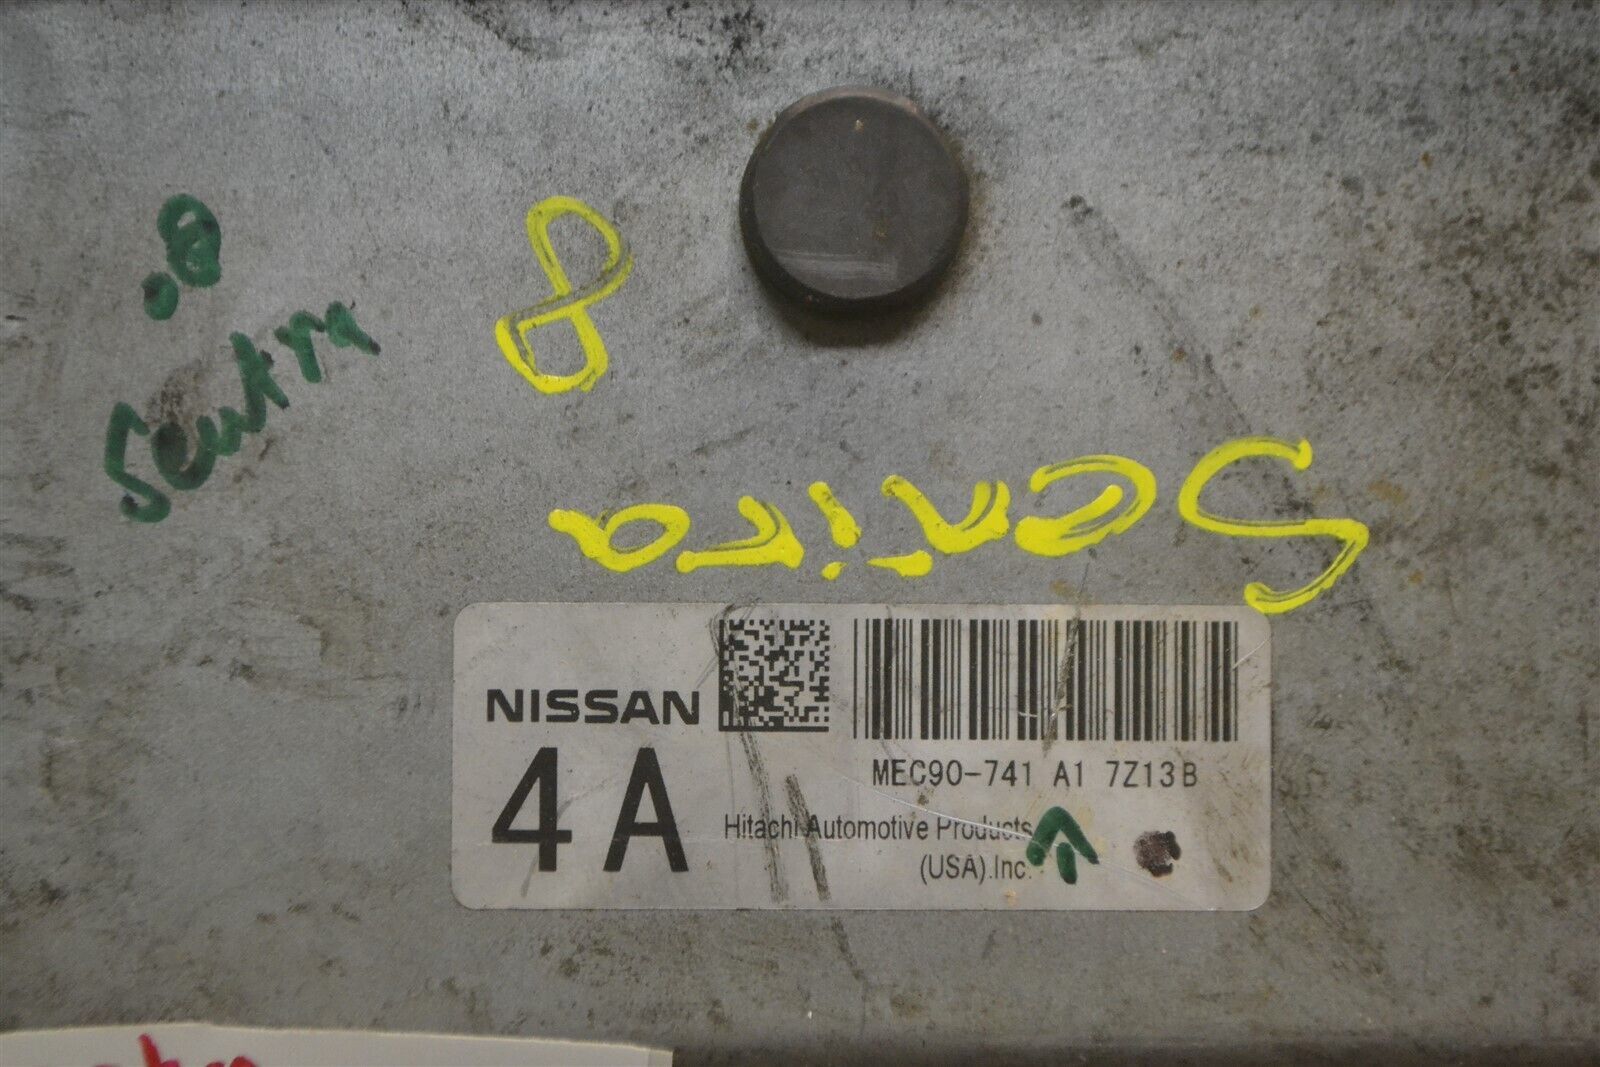 08
Sentra
8
Sentra
NISSAN
4A
MEC90-741 A1 7Z13B
Hitachi Automotive Products
(USA).Inc.